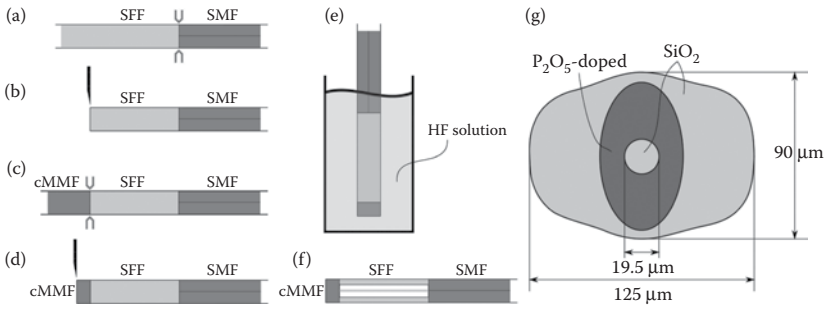 (a)
SFF SMF
(b)
SFF SMF
(c)
cMMF SFF SMF
(d)
cMMF SFF SMF
(e)
HF solution
(f)
cMMF SFF SMF
(g)
P₂O₅-doped
SiO₂
90 μm
19.5 μm
125 μm